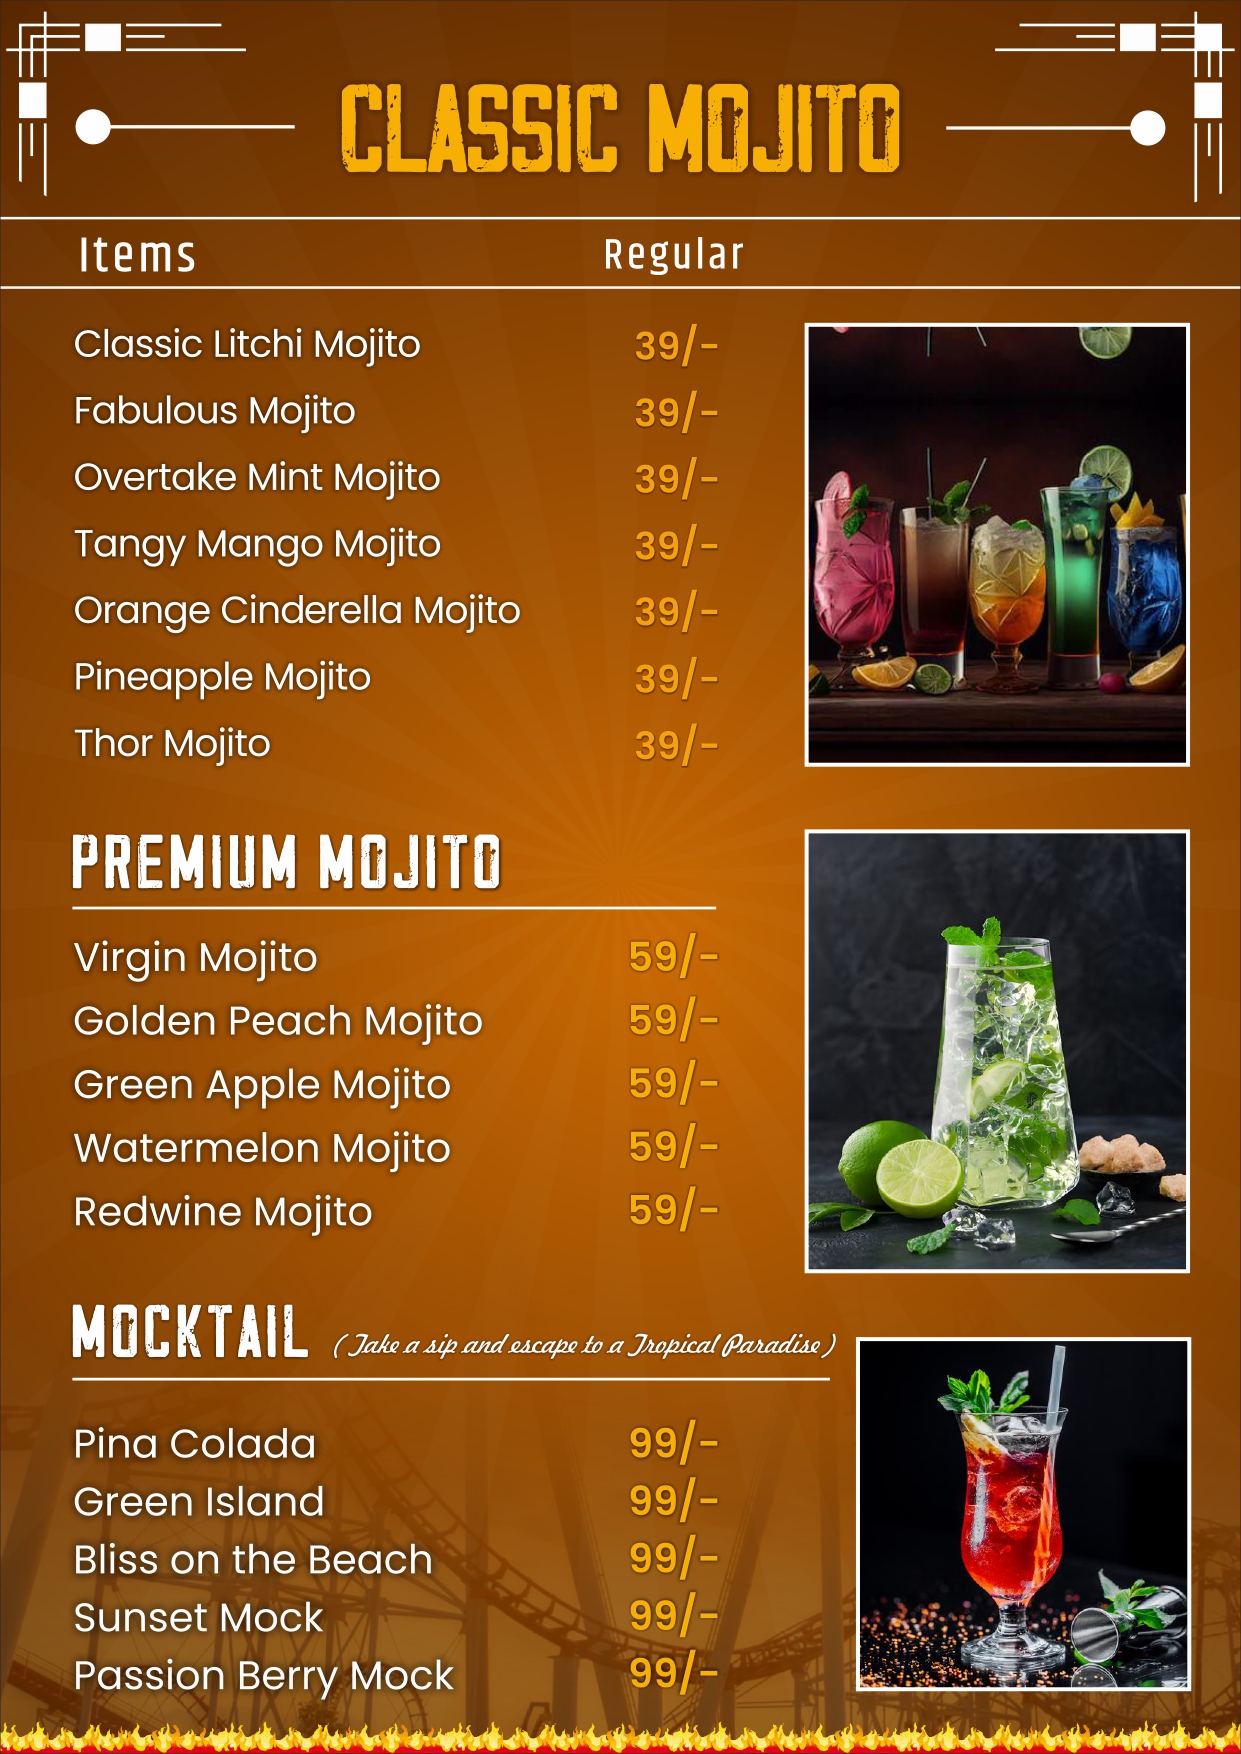 CLASSIC MOJITO
Items Regular
Classic Litchi Mojito 39/-
Fabulous Mojito 39/-
Overtake Mint Mojito 39/-
Tangy Mango Mojito 39/-
Orange Cinderella Mojito 39/-
Pineapple Mojito 39/-
Thor Mojito 39/-
PREMIUM MOJITO
Virgin Mojito 59/-
Golden Peach Mojito 59/-
Green Apple Mojito 59/-
Watermelon Mojito 59/-
Redwine Mojito 59/-
MOCKTAIL ( Take a sip and escape to a Tropical Paradise )
Pina Colada 99/-
Green Island 99/-
Bliss on the Beach 99/-
Sunset Mock 99/-
Passion Berry Mock 99/-